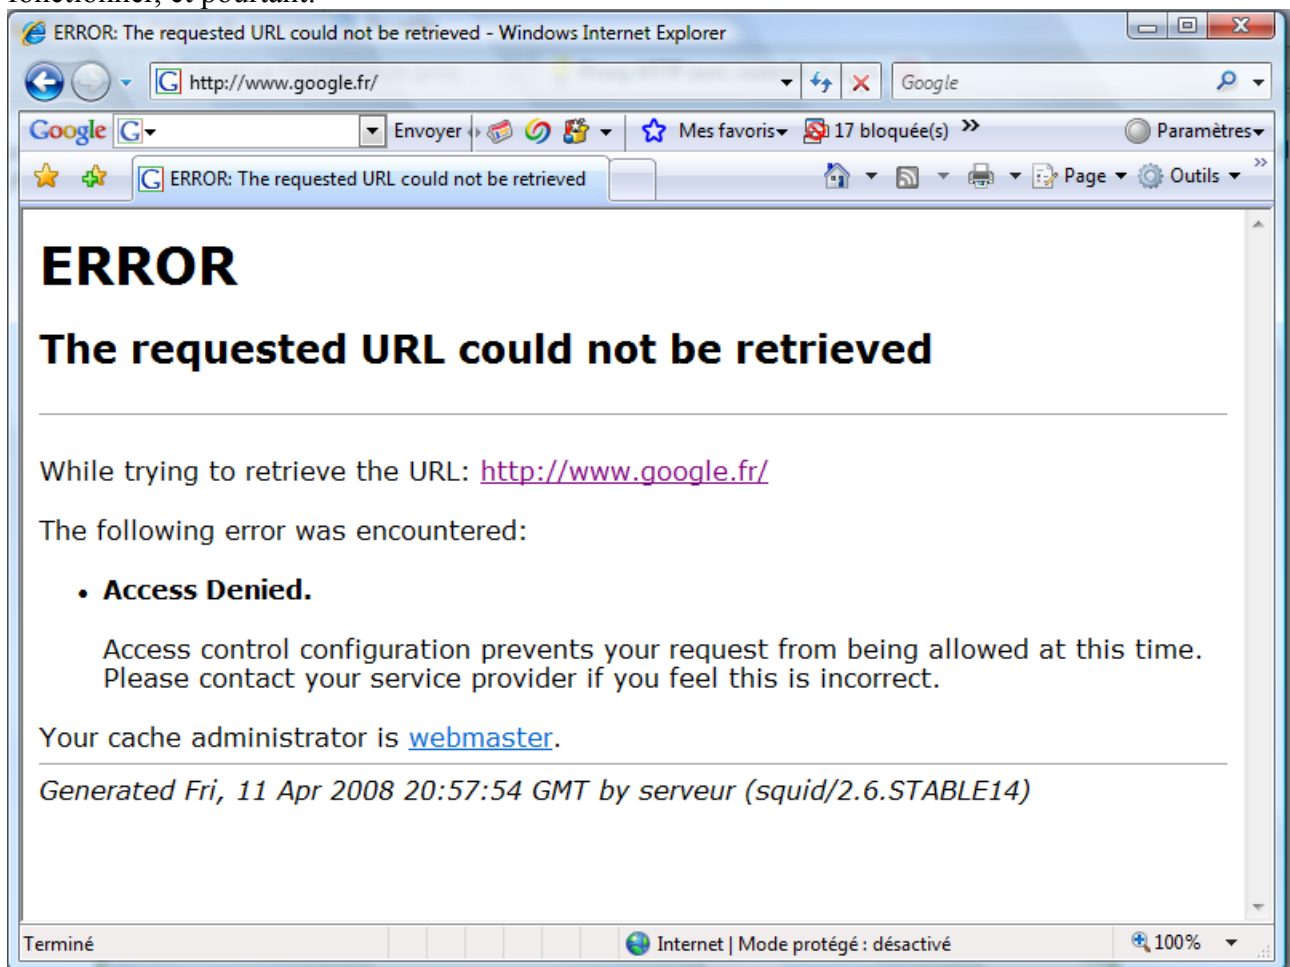 fonctionner, et pourtant.
ERROR: The requested URL could not be retrieved - Windows Internet Explorer
http://www.google.fr/
Google
Google G Envoyer Mes favoris 17 bloquée(s) Paramètres
ERROR: The requested URL could not be retrieved
Page Outils
ERROR
The requested URL could not be retrieved
While trying to retrieve the URL: http://www.google.fr/
The following error was encountered:
• Access Denied.
Access control configuration prevents your request from being allowed at this time.
Please contact your service provider if you feel this is incorrect.
Your cache administrator is webmaster.
Generated Fri, 11 Apr 2008 20:57:54 GMT by serveur (squid/2.6.STABLE14)
Terminé
Internet | Mode protégé : désactivé
100%